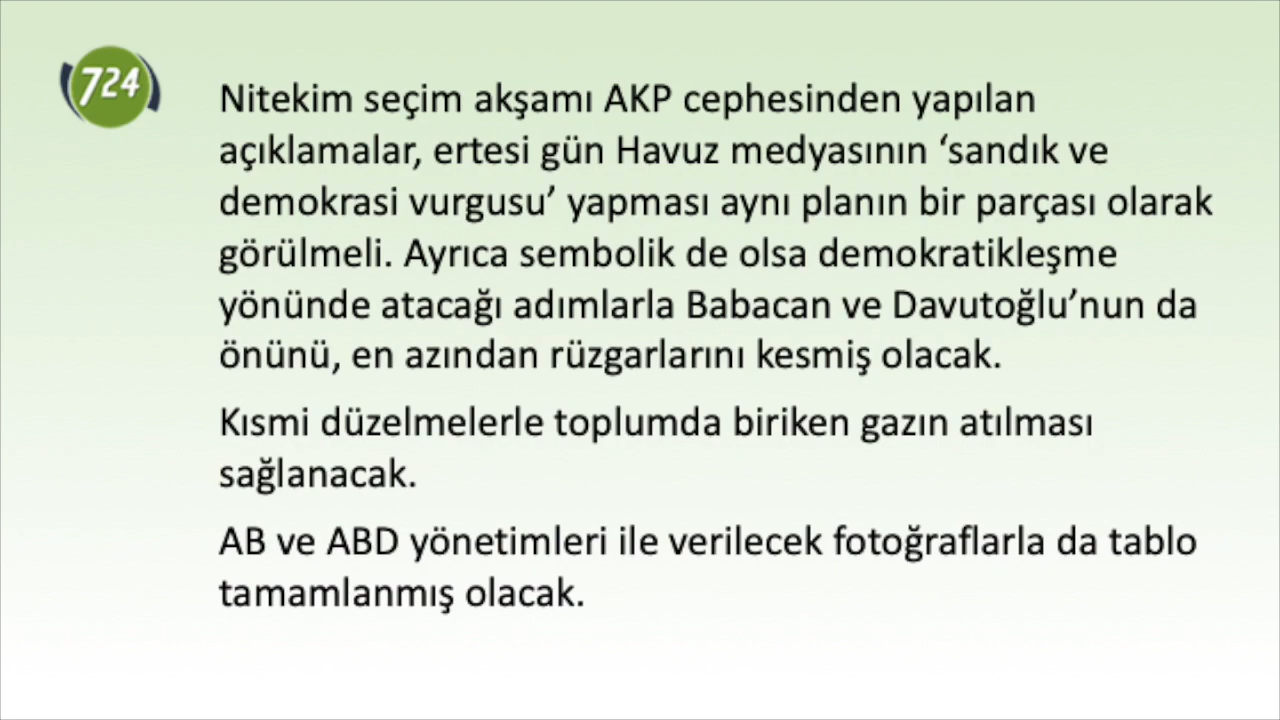 724
Nitekim seçim akşamı AKP cephesinden yapılan
açıklamalar, ertesi gün Havuz medyasının ‘sandık ve
demokrasi vurgusu’ yapması aynı planın bir parçası olarak
görülmeli. Ayrıca sembolik de olsa demokratikleşme
yönünde atacağı adımlarla Babacan ve Davutoğlu’nun da
önünü, en azından rüzgarlarını kesmiş olacak.
Kısmi düzelmelerle toplumda biriken gazın atılması
sağlanacak.
AB ve ABD yönetimleri ile verilecek fotoğraflarla da tablo
tamamlanmış olacak.